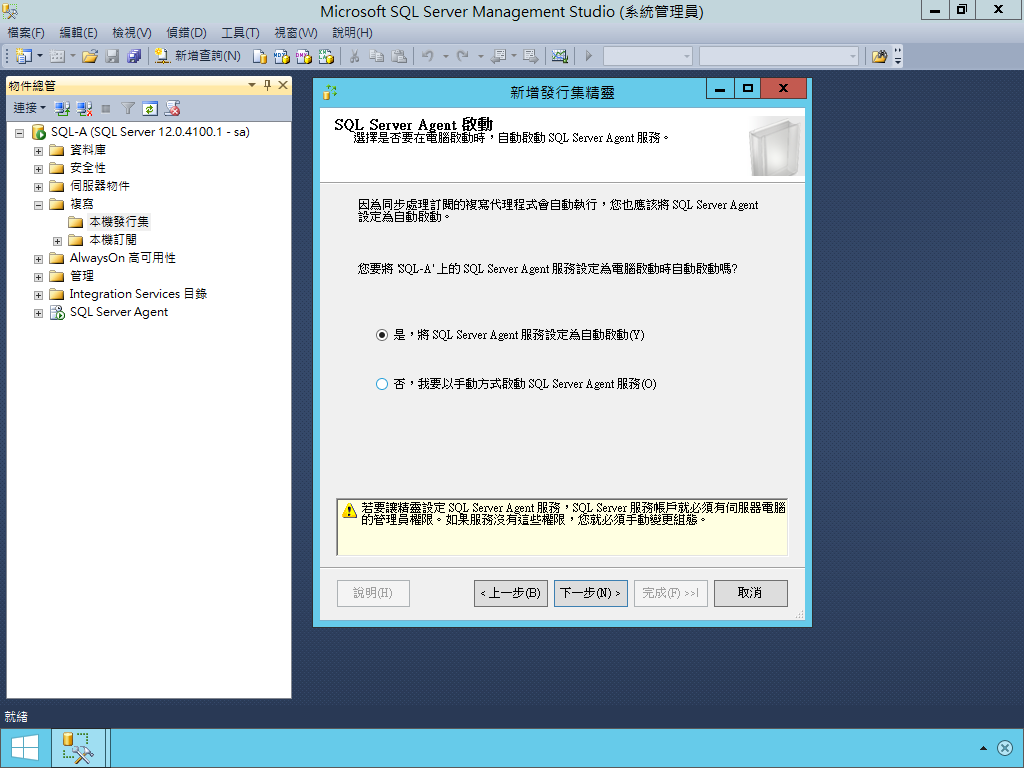 Microsoft SQL Server Management Studio (系統管理員)
檔案(F) 編輯(E) 檢視(V) 偵錯(D) 工具(T) 視窗(W) 說明(H)
新增查詢(N)
物件總管
連接
SQL-A (SQL Server 12.0.4100.1 - sa)
資料庫
安全性
伺服器物件
複寫
本機發行集
本機訂閱
AlwaysOn 高可用性
管理
Integration Services 目錄
SQL Server Agent
新增發行集精靈
SQL Server Agent 啟動
選擇是否要在電腦啟動時，自動啟動 SQL Server Agent 服務。
因為同步處理訂閱的複寫代理程式會自動執行，您也應該將 SQL Server Agent
設定為自動啟動。
您要將 'SQL-A' 上的 SQL Server Agent 服務設定為電腦啟動時自動啟動嗎?
是，將 SQL Server Agent 服務設定為自動啟動(Y)
否，我要以手動方式啟動 SQL Server Agent 服務(O)
若要讓精靈設定 SQL Server Agent 服務，SQL Server 服務帳戶就必須有伺服器電腦
的管理員權限。如果服務沒有這些權限，您就必須手動變更組態。
說明(H) < 上一步(B) 下一步(N) > 完成(F) >>| 取消
就緒